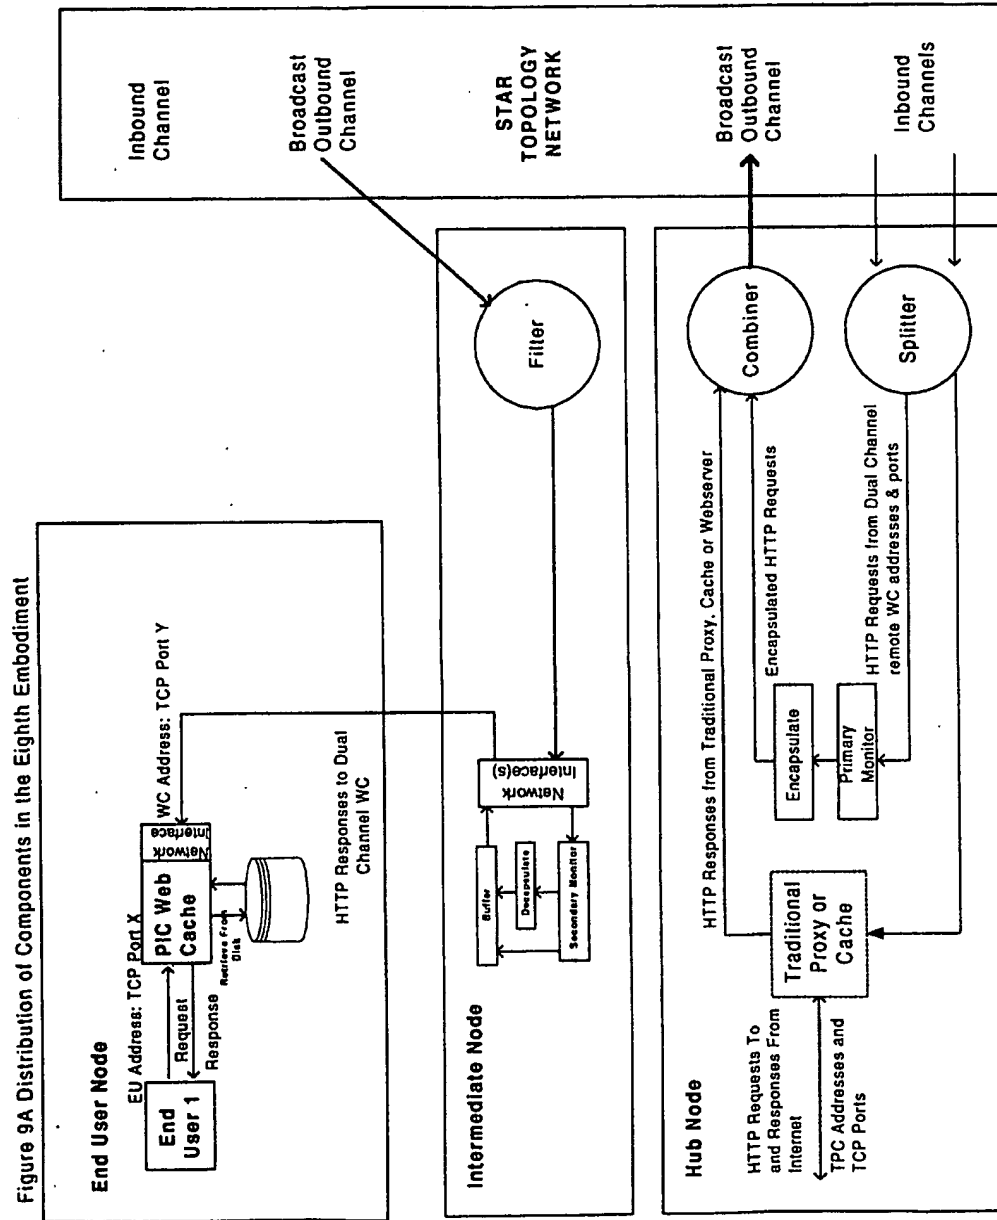 Figure 9A Distribution of Components in the Eighth Embodiment
End User Node
End
User 1
EU Address: TCP Port X
Request
Response
PIC Web
Cache
Network
Interface
WC Address: TCP Port Y
Retrieve From
Disk
HTTP Responses to Dual
Channel WC
Intermediate Node
Buffer
Decapsulate
Secondary Monitor
Network
Interface(s)
Filter
Hub Node
HTTP Requests To
and Responses From
Internet
TPC Addresses and
TCP Ports
Traditional
Proxy or
Cache
HTTP Responses from Traditional Proxy, Cache or Webserver
Encapsulated HTTP Requests
Encapsulate
Primary
Monitor
HTTP Requests from Dual Channel
remote WC addresses & ports
Combiner
Splitter
Inbound
Channel
Broadcast
Outbound
Channel
STAR
TOPOLOGY
NETWORK
Broadcast
Outbound
Channel
Inbound
Channels